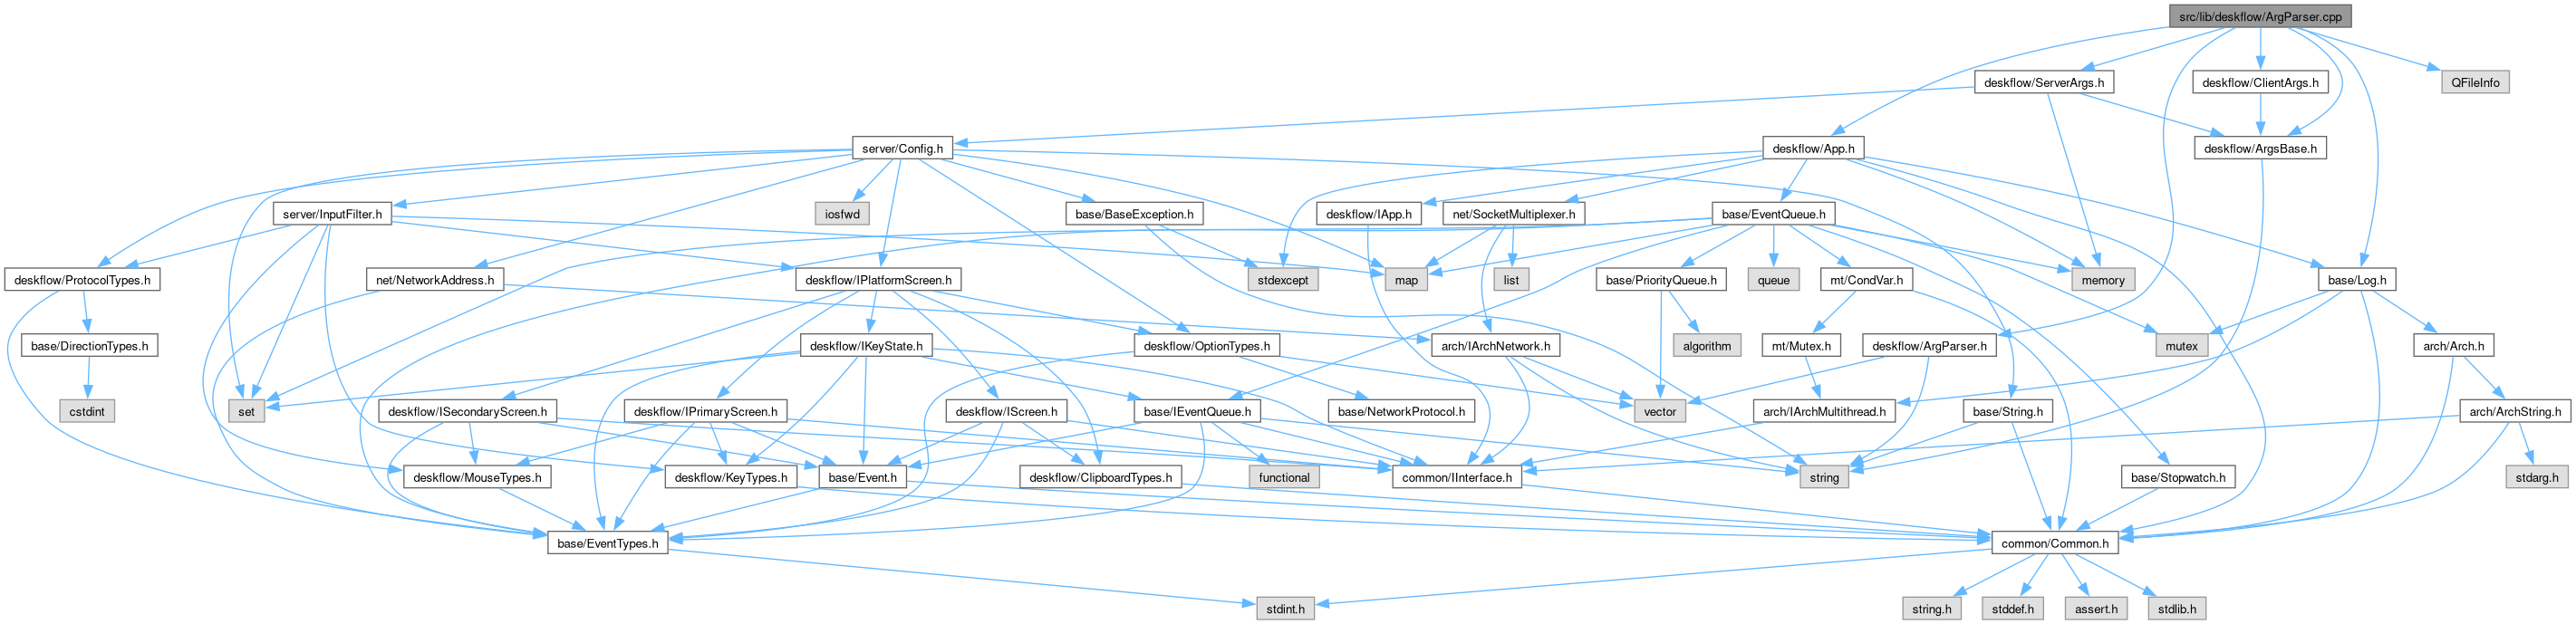 src/lib/deskflow/ArgParser.cpp
deskflow/ServerArgs.h
deskflow/ClientArgs.h
QFileInfo
server/Config.h
deskflow/App.h
deskflow/ArgsBase.h
server/InputFilter.h
iosfwd
base/BaseException.h
deskflow/IApp.h
net/SocketMultiplexer.h
base/EventQueue.h
deskflow/ProtocolTypes.h
net/NetworkAddress.h
deskflow/IPlatformScreen.h
stdexcept
map
list
base/PriorityQueue.h
queue
mt/CondVar.h
memory
base/Log.h
base/DirectionTypes.h
deskflow/IKeyState.h
deskflow/OptionTypes.h
arch/IArchNetwork.h
algorithm
mt/Mutex.h
deskflow/ArgParser.h
mutex
arch/Arch.h
cstdint
set
deskflow/ISecondaryScreen.h
deskflow/IPrimaryScreen.h
deskflow/IScreen.h
base/IEventQueue.h
base/NetworkProtocol.h
vector
arch/IArchMultithread.h
base/String.h
arch/ArchString.h
deskflow/MouseTypes.h
deskflow/KeyTypes.h
base/Event.h
deskflow/ClipboardTypes.h
functional
common/IInterface.h
string
base/Stopwatch.h
stdarg.h
base/EventTypes.h
common/Common.h
stdint.h
string.h
stddef.h
assert.h
stdlib.h